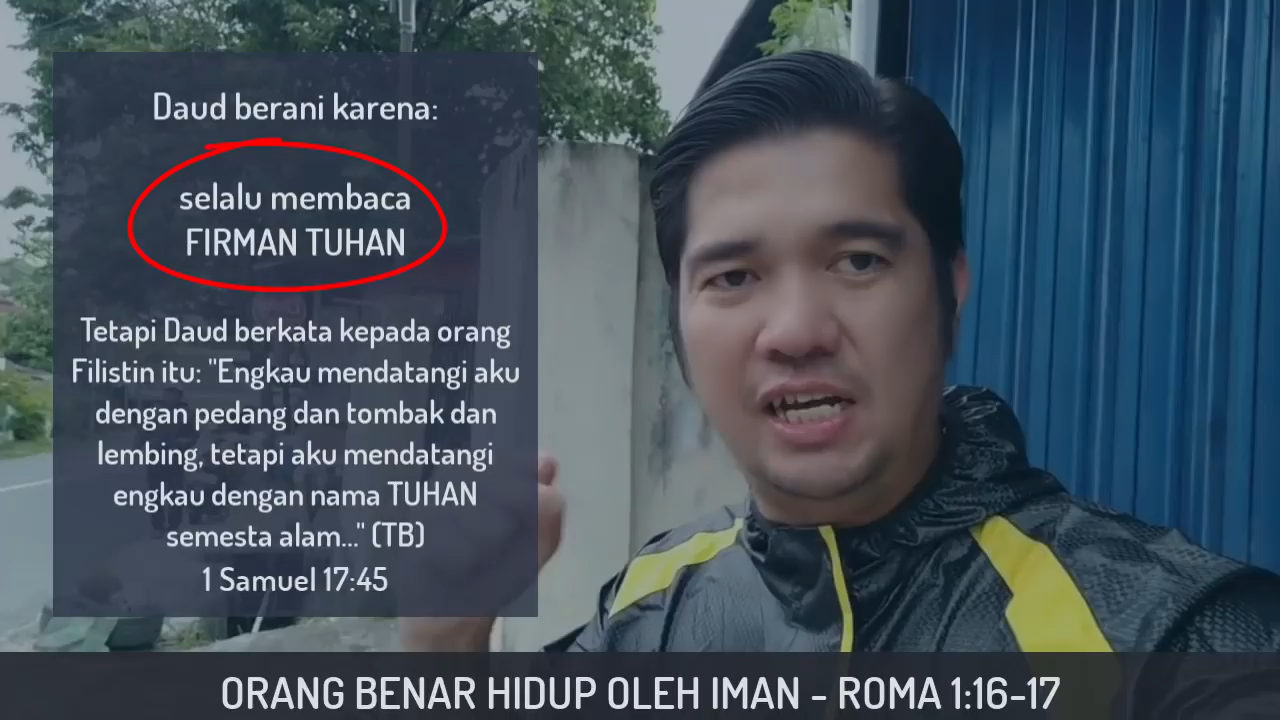 Daud berani karena:
selalu membaca
FIRMAN TUHAN
Tetapi Daud berkata kepada orang
Filistin itu: "Engkau mendatangi aku
dengan pedang dan tombak dan
lembing, tetapi aku mendatangi
engkau dengan nama TUHAN
semesta alam..." (TB)
1 Samuel 17:45
ORANG BENAR HIDUP OLEH IMAN - ROMA 1:16-17